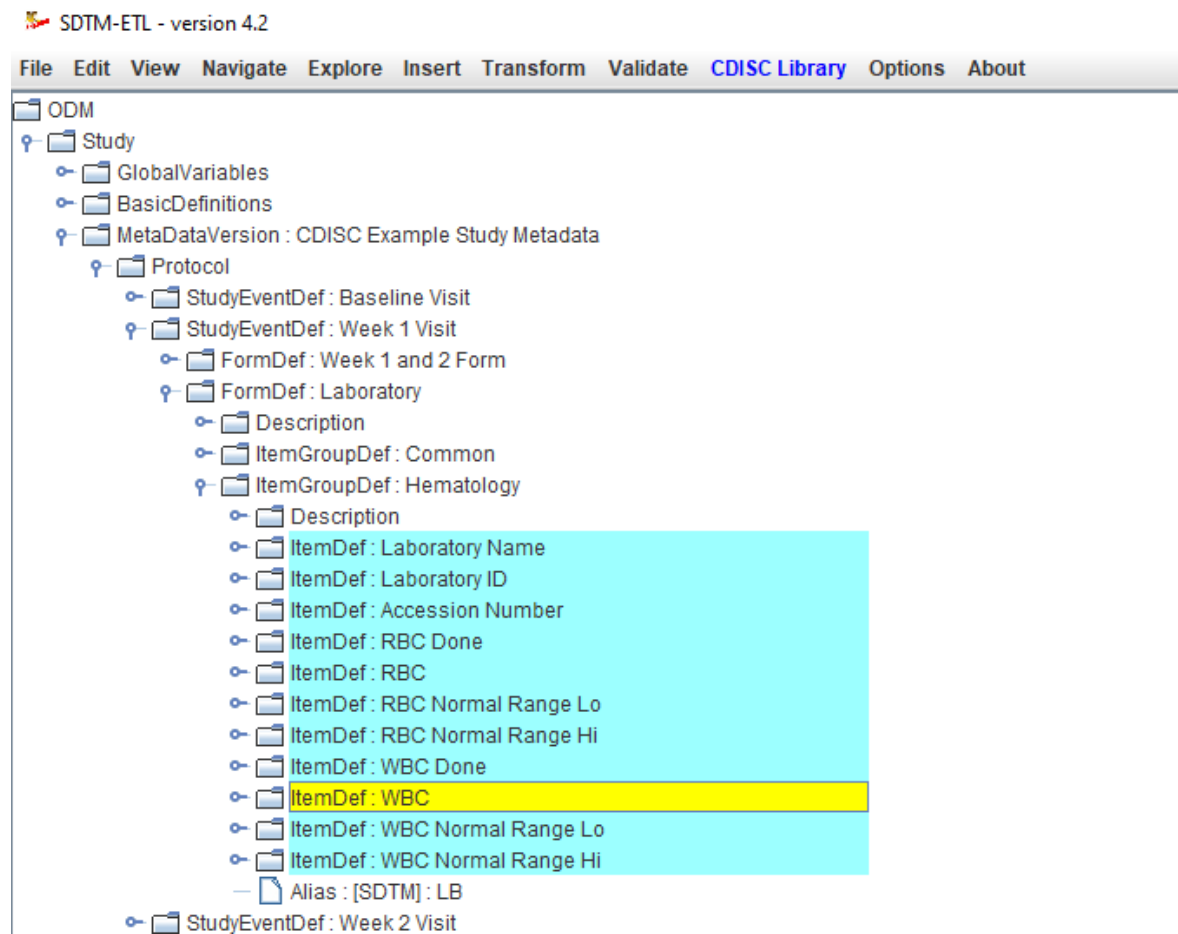 SDTM-ETL - version 4.2
File Edit View Navigate Explore Insert Transform Validate CDISC Library Options About
ODM
Study
GlobalVariables
BasicDefinitions
MetaDataVersion : CDISC Example Study Metadata
Protocol
StudyEventDef : Baseline Visit
StudyEventDef : Week 1 Visit
FormDef : Week 1 and 2 Form
FormDef : Laboratory
Description
ItemGroupDef : Common
ItemGroupDef : Hematology
Description
ItemDef : Laboratory Name
ItemDef : Laboratory ID
ItemDef : Accession Number
ItemDef : RBC Done
ItemDef : RBC
ItemDef : RBC Normal Range Lo
ItemDef : RBC Normal Range Hi
ItemDef : WBC Done
ItemDef : WBC
ItemDef : WBC Normal Range Lo
ItemDef : WBC Normal Range Hi
Alias : [SDTM] : LB
StudyEventDef : Week 2 Visit